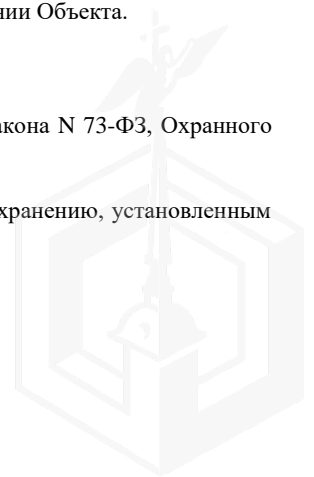 нии Объекта.
акона N 73-ФЗ, Охранного
хранению, установленным